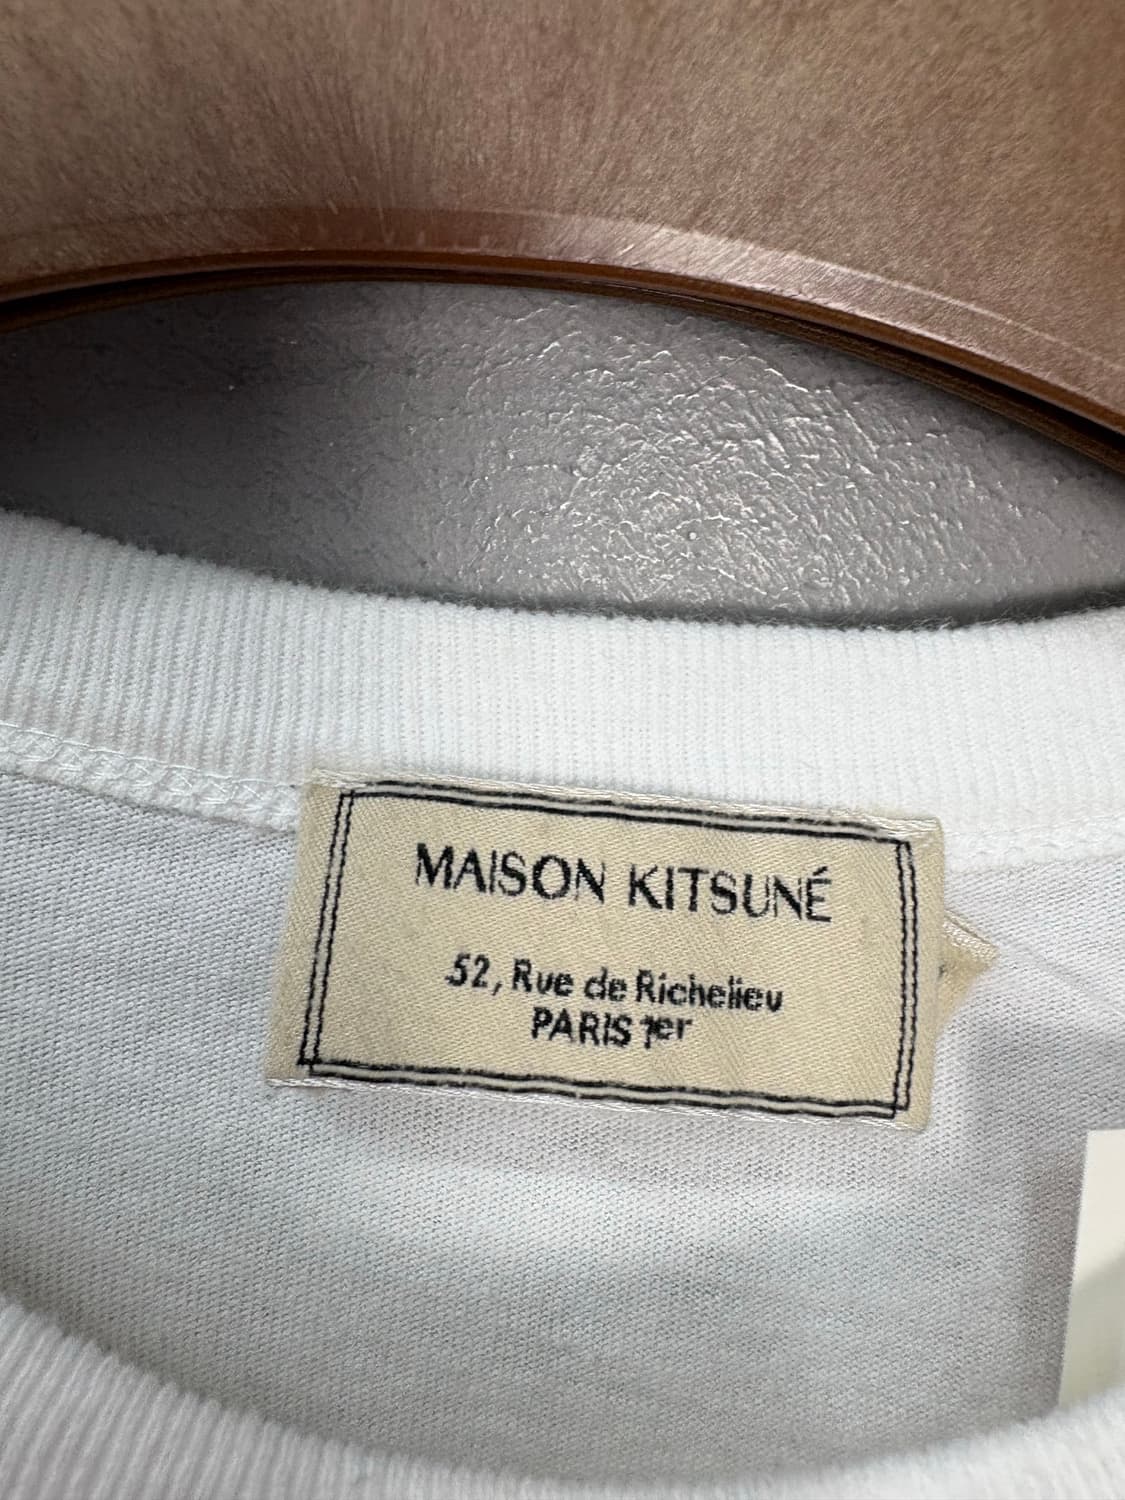 MAISON KITSUNÉ
52, Rue de Richelieu
PARIS 1er